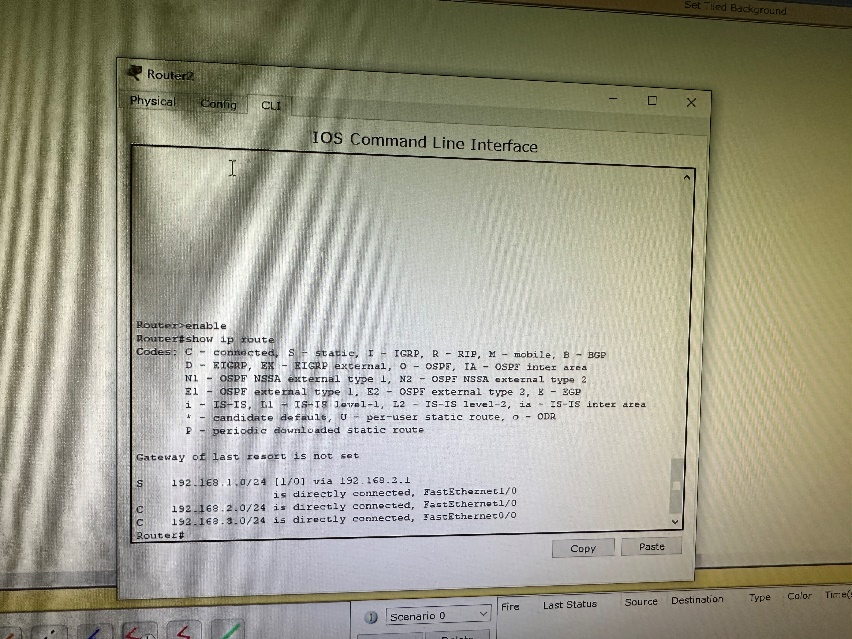 Set Tiled Background
Router2
Physical Config CLI
IOS Command Line Interface
Router>enable
Router#show ip route
Codes: C - connected, S - static, I - IGRP, R - RIP, M - mobile, B - BGP
D - EIGRP, EX - EIGRP external, O - OSPF, IA - OSPF inter area
N1 - OSPF NSSA external type 1, N2 - OSPF NSSA external type 2
E1 - OSPF external type 1, E2 - OSPF external type 2, E - EGP
i - IS-IS, L1 - IS-IS level-1, L2 - IS-IS level-2, ia - IS-IS inter area
* - candidate default, U - per-user static route, o - ODR
P - periodic downloaded static route
Gateway of last resort is not set
S 192.168.1.0/24 [1/0] via 192.168.2.1
is directly connected, FastEthernet1/0
C 192.168.2.0/24 is directly connected, FastEthernet1/0
C 192.168.3.0/24 is directly connected, FastEthernet0/0
Router#
Copy Paste
Scenario 0
Fire Last Status Source Destination Type Color Time(s